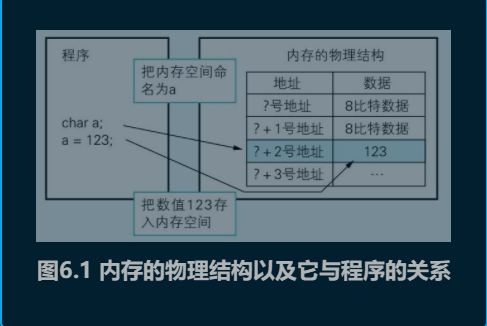 程序
内存的物理结构
把内存空间命
名为a
地址 数据
?号地址 8比特数据
char a;
?+1号地址 8比特数据
a = 123;
?+2号地址 123
?+3号地址 …
把数值123存
入内存空间
图6.1 内存的物理结构以及它与程序的关系